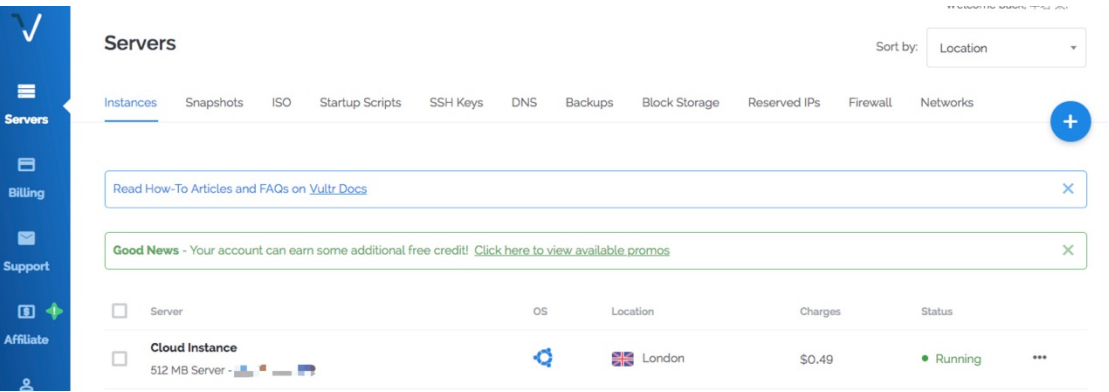 Servers
Sort by: Location
Instances Snapshots ISO Startup Scripts SSH Keys DNS Backups Block Storage Reserved IPs Firewall Networks
+
Servers
Billing
Read How-To Articles and FAQs on Vultr Docs
Support
Good News - Your account can earn some additional free credit! Click here to view available promos
Affiliate
Server OS Location Charges Status
Cloud Instance
512 MB Server -
London $0.49 Running